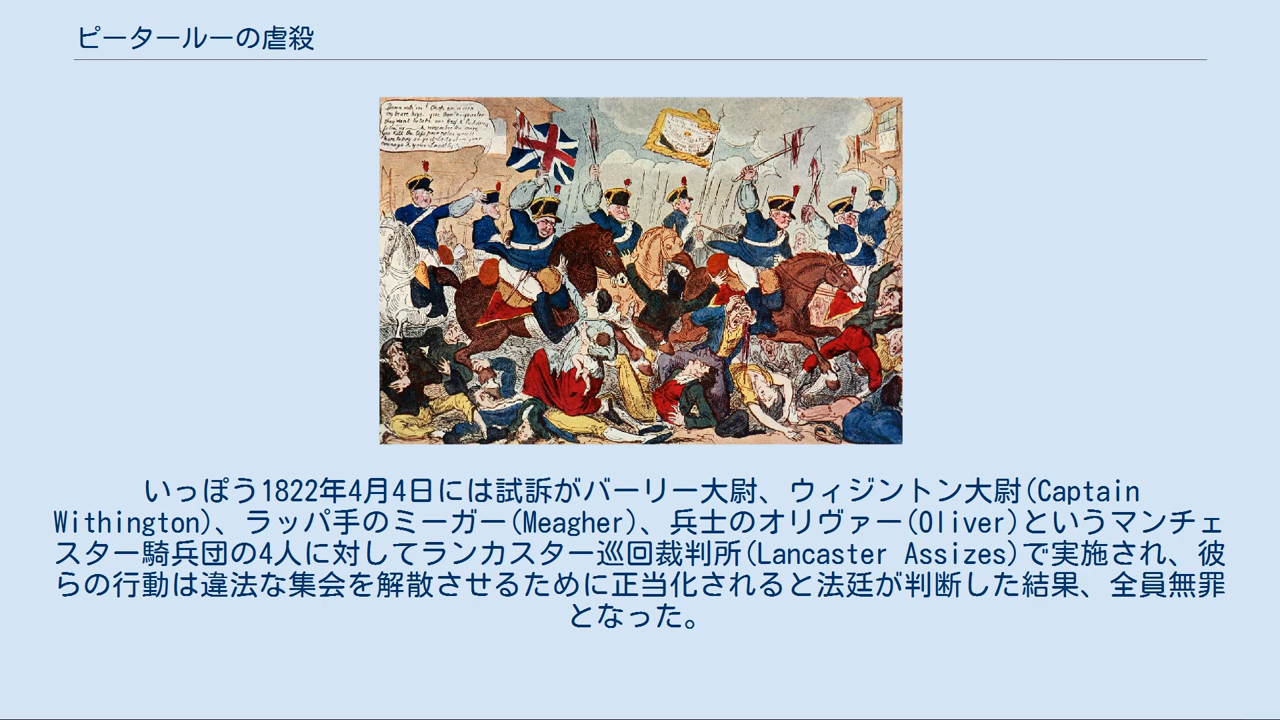 ピータールーの虐殺
いっぽう1822年4月4日には試訴がバーリー大尉、ウィジントン大尉(Captain
Withington)、ラッパ手のミーガー(Meagher)、兵士のオリヴァー(Oliver)というマンチェ
スター騎兵団の4人に対してランカスター巡回裁判所(Lancaster Assizes)で実施され、彼
らの行動は違法な集会を解散させるために正当化されると法廷が判断した結果、全員無罪
となった。